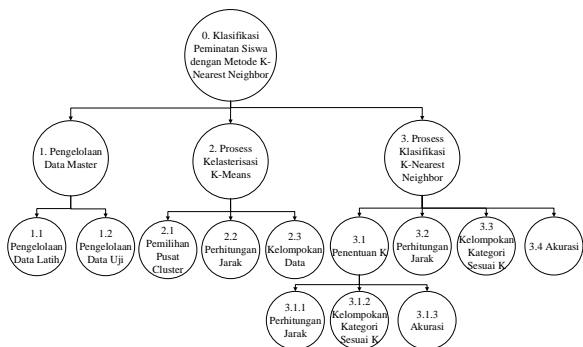 0. Klasifikasi
Peminatan Siswa
dengan Metode K-
Nearest Neighbor
1. Pengelolaan
Data Master
2. Prosess
Kelasterisasi
K-Means
3. Prosess
Klasifikasi
K-Nearest
Neighbor
1.1
Pengelolaan
Data Latih
1.2
Pengelolaan
Data Uji
2.1
Pemilihan
Pusat
Cluster
2.2
Perhitungan
Jarak
2.3
Kelompokan
Data
3.1
Penentuan K
3.2
Perhitungan
Jarak
3.3
Kelompokan
Kategori
Sesuai K
3.4 Akurasi
3.1.1
Perhitungan
Jarak
3.1.2
Kelompokan
Kategori
Sesuai K
3.1.3
Akurasi